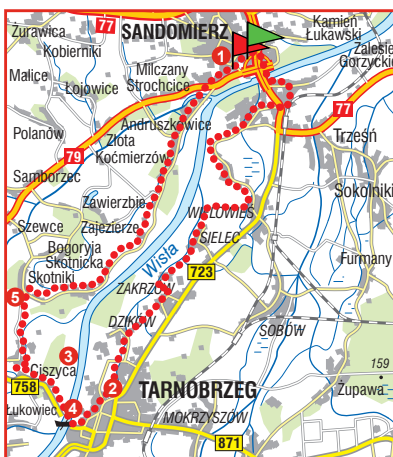 77
Żurawica
SANDOMIERZ
Kamień
Łukawski
Kobierniki
Zalesie
Gorzyckie
Malice
Milczany
1
Strochcice
Łojowice
Andruszkowice
77
Polanów
Złota
Trześń
79
Koćmierzów
Samborzec
Zawierzbie
Sokolniki
Szewce
Zajezierze
WIELOWIEŚ
Bogoryja
SIELEC
Skotnicka
Wisła
Furmany
Skotniki
723
5
ZAKRZÓW
DZIKÓW
SOBÓW
3
Ciszyca
159
758
2
TARNOBRZEG
Żupawa
Łukowiec
4
MOKRZYSZÓW
871